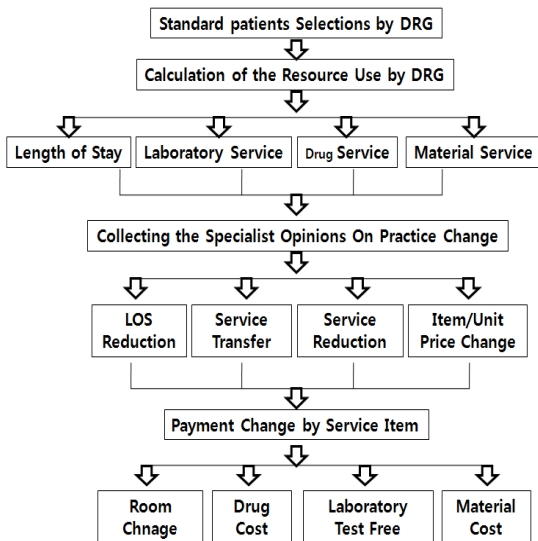 Standard patients Selections by DRG
Calculation of the Resource Use by DRG
Length of Stay
Laboratory Service
Drug Service
Material Service
Collecting the Specialist Opinions On Practice Change
LOS
Reduction
Service
Transfer
Service
Reduction
Item/Unit
Price Change
Payment Change by Service Item
Room
Chnage
Drug
Cost
Laboratory
Test Free
Material
Cost